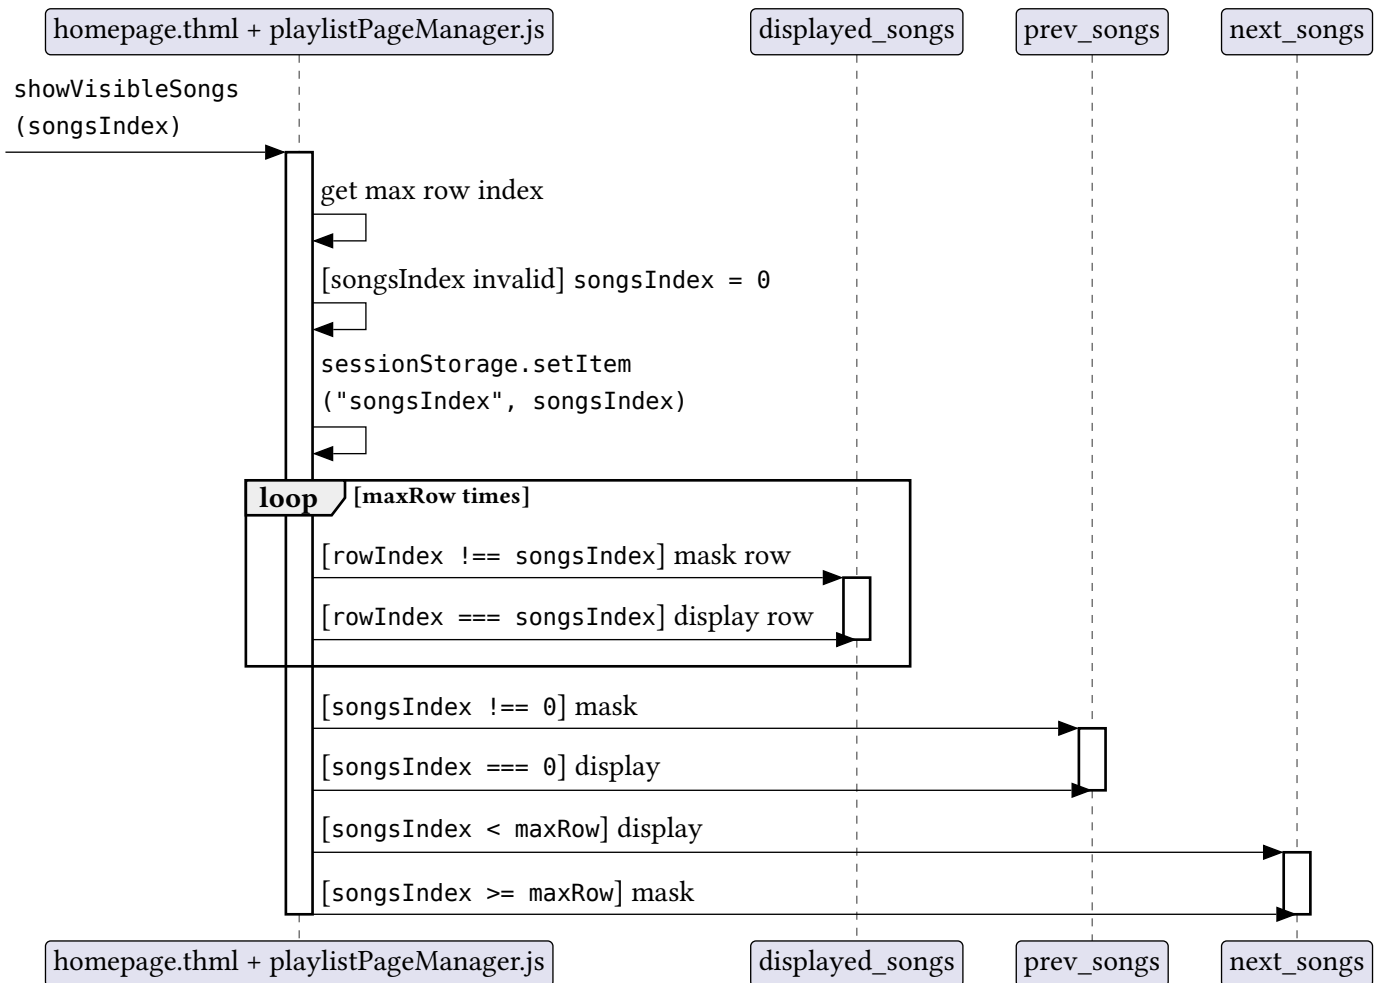 homepage.thml + playlistPageManager.js displayed_songs prev_songs next_songs
showVisibleSongs
(songsIndex)
get max row index
[songsIndex invalid] songsIndex = 0
sessionStorage.setItem
("songsIndex", songsIndex)
loop [maxRow times]
[rowIndex !== songsIndex] mask row
[rowIndex === songsIndex] display row
[songsIndex !== 0] mask
[songsIndex === 0] display
[songsIndex < maxRow] display
[songsIndex >= maxRow] mask
homepage.thml + playlistPageManager.js displayed_songs prev_songs next_songs